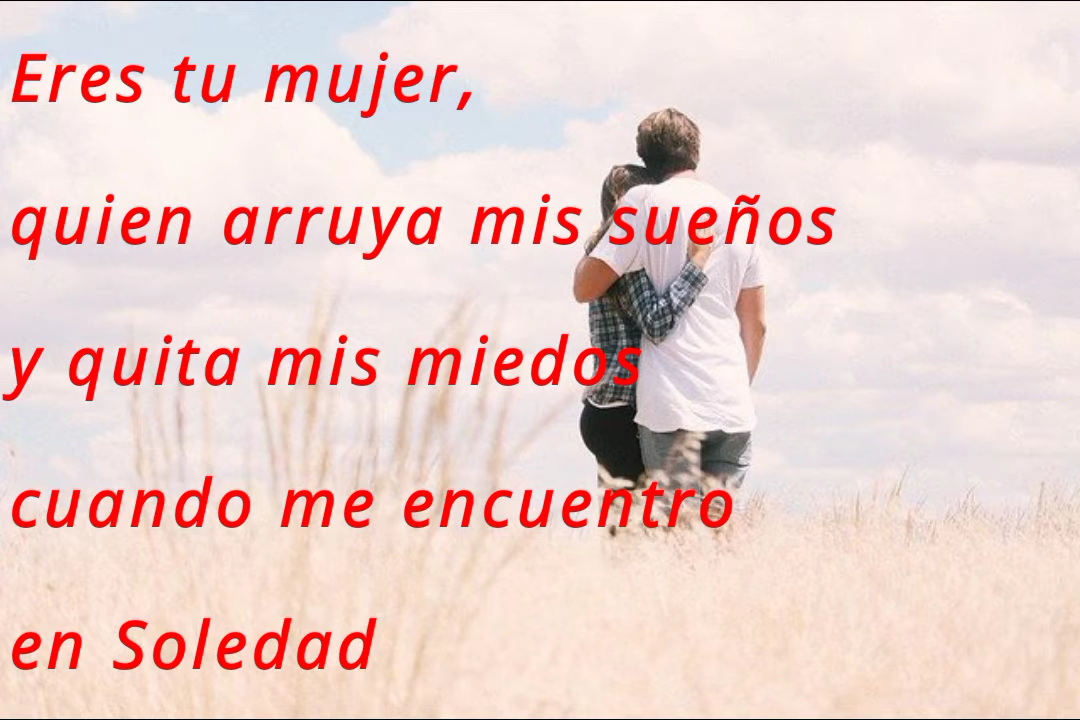 Eres tu mujer,
quien arruya mis sueños
y quita mis miedos
cuando me encuentro
en Soledad